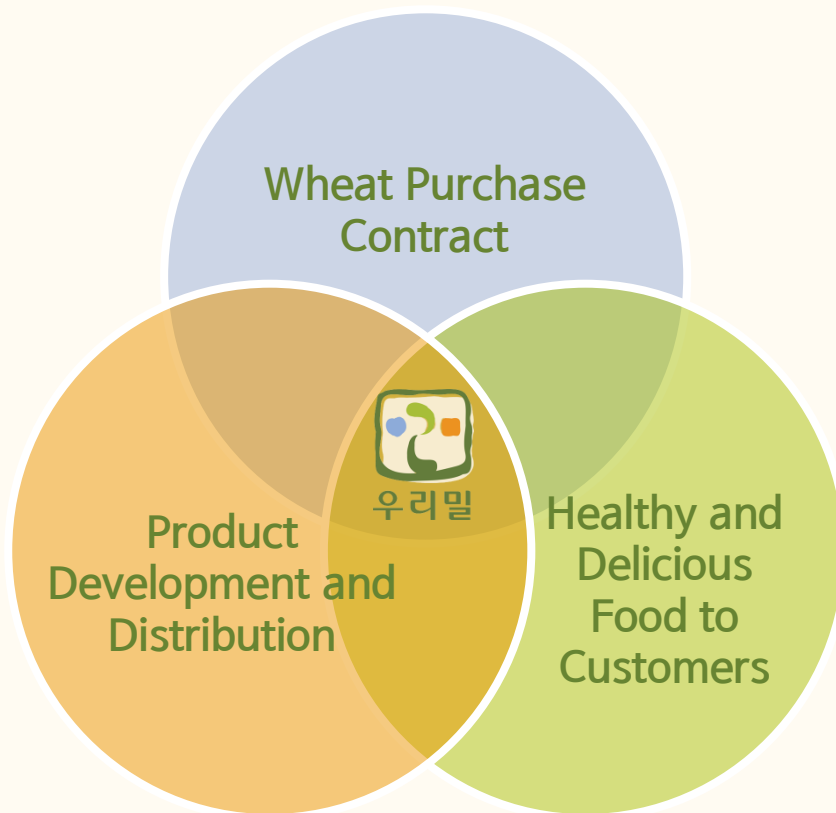 Wheat Purchase
Contract
우리밀
Product
Development and
Distribution
Healthy and
Delicious
Food to
Customers